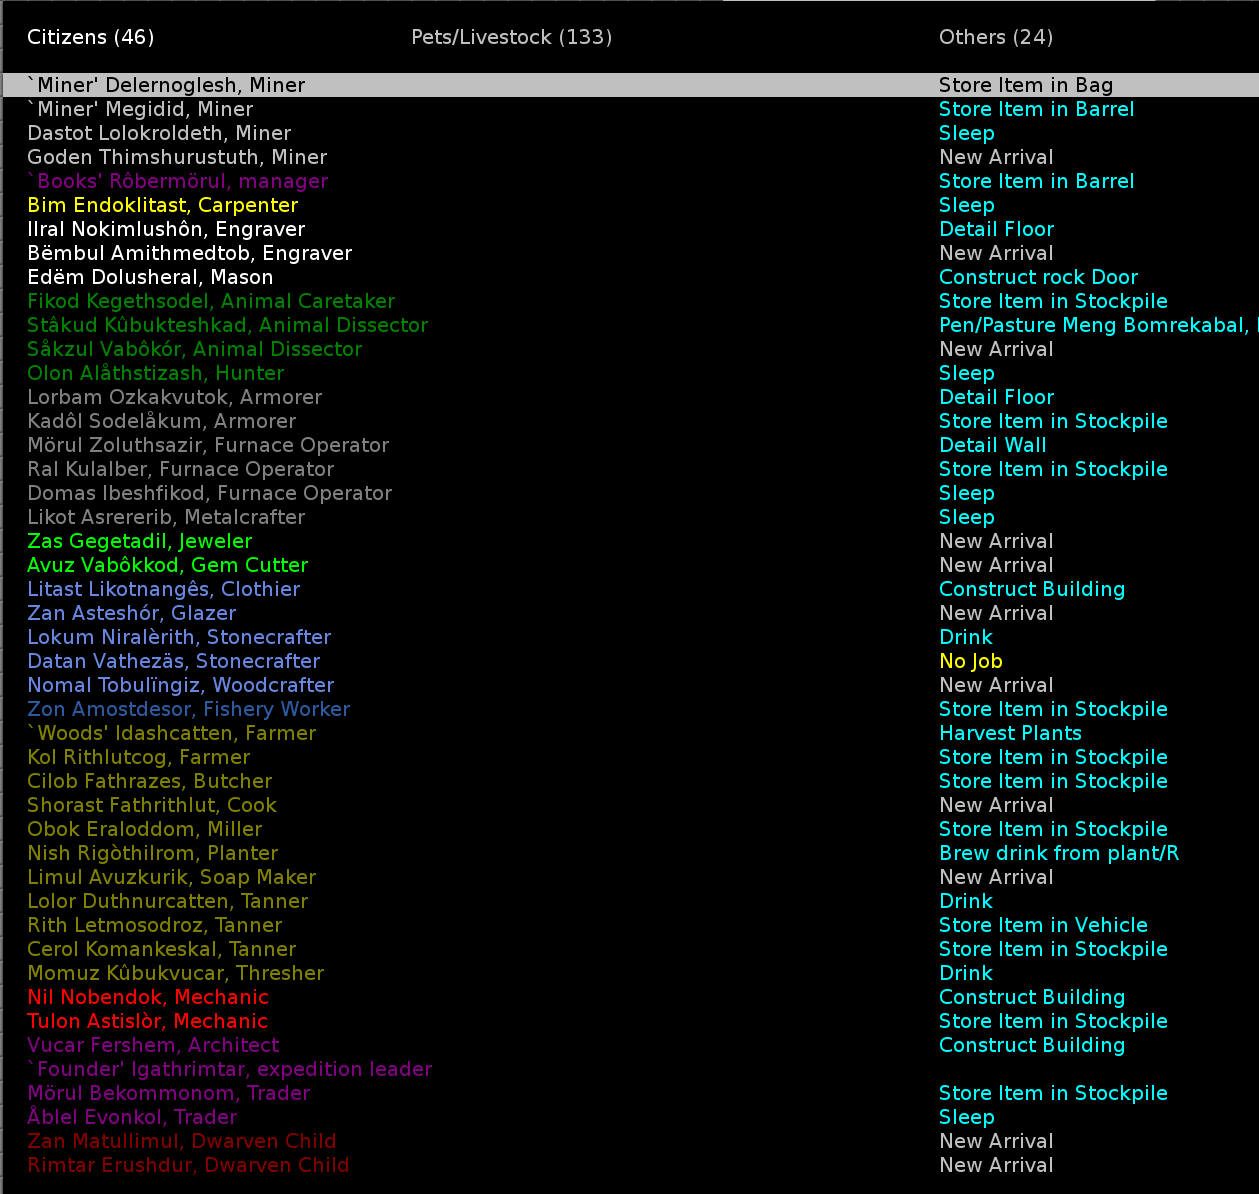 Citizens (46) Pets/Livestock (133) Others (24)
`Miner' Delernoglesh, Miner Store Item in Bag
`Miner' Megidid, Miner Store Item in Barrel
Dastot Lolokroldeth, Miner Sleep
Goden Thimshurustuth, Miner New Arrival
`Books' Rôbermörul, manager Store Item in Barrel
Bim Endoklitast, Carpenter Sleep
Ilral Nokimlushôn, Engraver Detail Floor
Bëmbul Amithmedtob, Engraver New Arrival
Edëm Dolusheral, Mason Construct rock Door
Fikod Kegethsodel, Animal Caretaker Store Item in Stockpile
Stâkud Kûbukteshkad, Animal Dissector Pen/Pasture Meng Bomrekabal,
Såkzul Vabôkór, Animal Dissector New Arrival
Olon Alåthstizash, Hunter Sleep
Lorbam Ozkakvutok, Armorer Detail Floor
Kadôl Sodelåkum, Armorer Store Item in Stockpile
Mörul Zoluthsazir, Furnace Operator Detail Wall
Ral Kulalber, Furnace Operator Store Item in Stockpile
Domas Ibeshfikod, Furnace Operator Sleep
Likot Asrererib, Metalcrafter Sleep
Zas Gegetadil, Jeweler New Arrival
Avuz Vabôkkod, Gem Cutter New Arrival
Litast Likotnangês, Clothier Construct Building
Zan Asteshór, Glazer New Arrival
Lokum Niralèrith, Stonecrafter Drink
Datan Vathezäs, Stonecrafter No Job
Nomal Tobulïngiz, Woodcrafter New Arrival
Zon Amostdesor, Fishery Worker Store Item in Stockpile
`Woods' Idashcatten, Farmer Harvest Plants
Kol Rithlutcog, Farmer Store Item in Stockpile
Cilob Fathrazes, Butcher Store Item in Stockpile
Shorast Fathrithlut, Cook New Arrival
Obok Eraloddom, Miller Store Item in Stockpile
Nish Rigòthilrom, Planter Brew drink from plant/R
Limul Avuzkurik, Soap Maker New Arrival
Lolor Duthnurcatten, Tanner Drink
Rith Letmosodroz, Tanner Store Item in Vehicle
Cerol Komankeskal, Tanner Store Item in Stockpile
Momuz Kûbukvucar, Thresher Drink
Nil Nobendok, Mechanic Construct Building
Tulon Astislòr, Mechanic Store Item in Stockpile
Vucar Fershem, Architect Construct Building
`Founder' Igathrimtar, expedition leader
Mörul Bekommonom, Trader Store Item in Stockpile
Åblel Evonkol, Trader Sleep
Zan Matullimul, Dwarven Child New Arrival
Rimtar Erushdur, Dwarven Child New Arrival